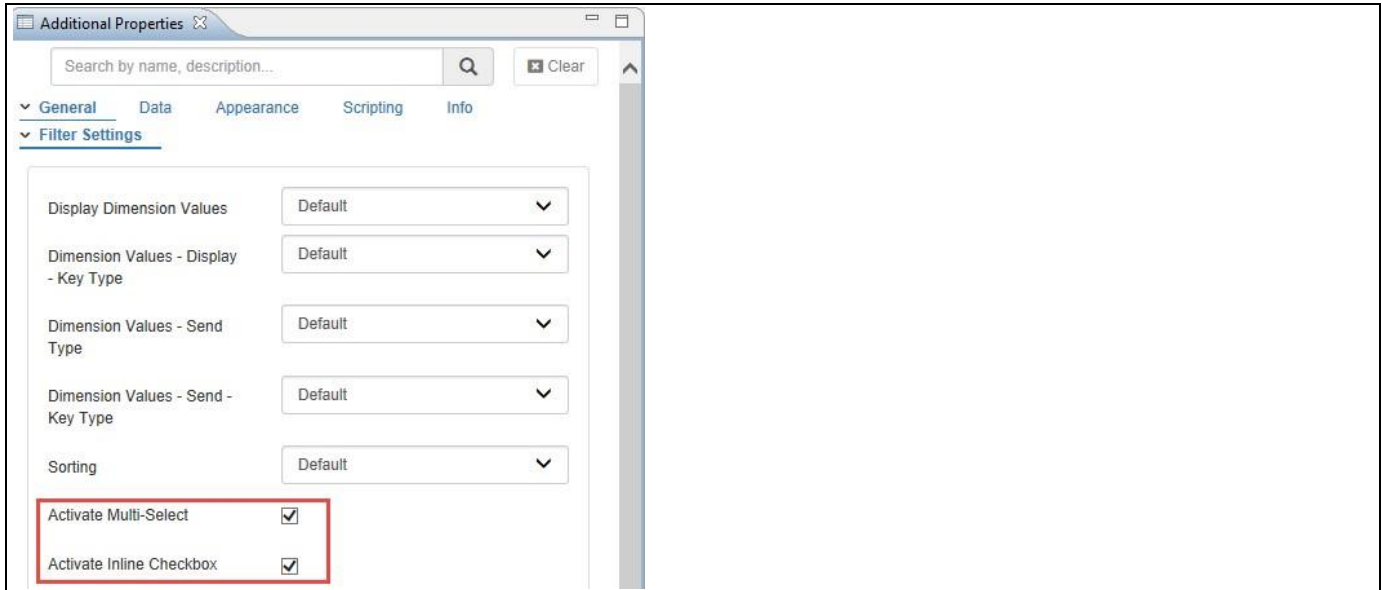 Additional Properties
Search by name, description...
Clear
General Data Appearance Scripting Info
Filter Settings
Display Dimension Values Default
Dimension Values - Display Default
- Key Type
Dimension Values - Send Default
Type
Dimension Values - Send - Default
Key Type
Sorting Default
Activate Multi-Select
Activate Inline Checkbox